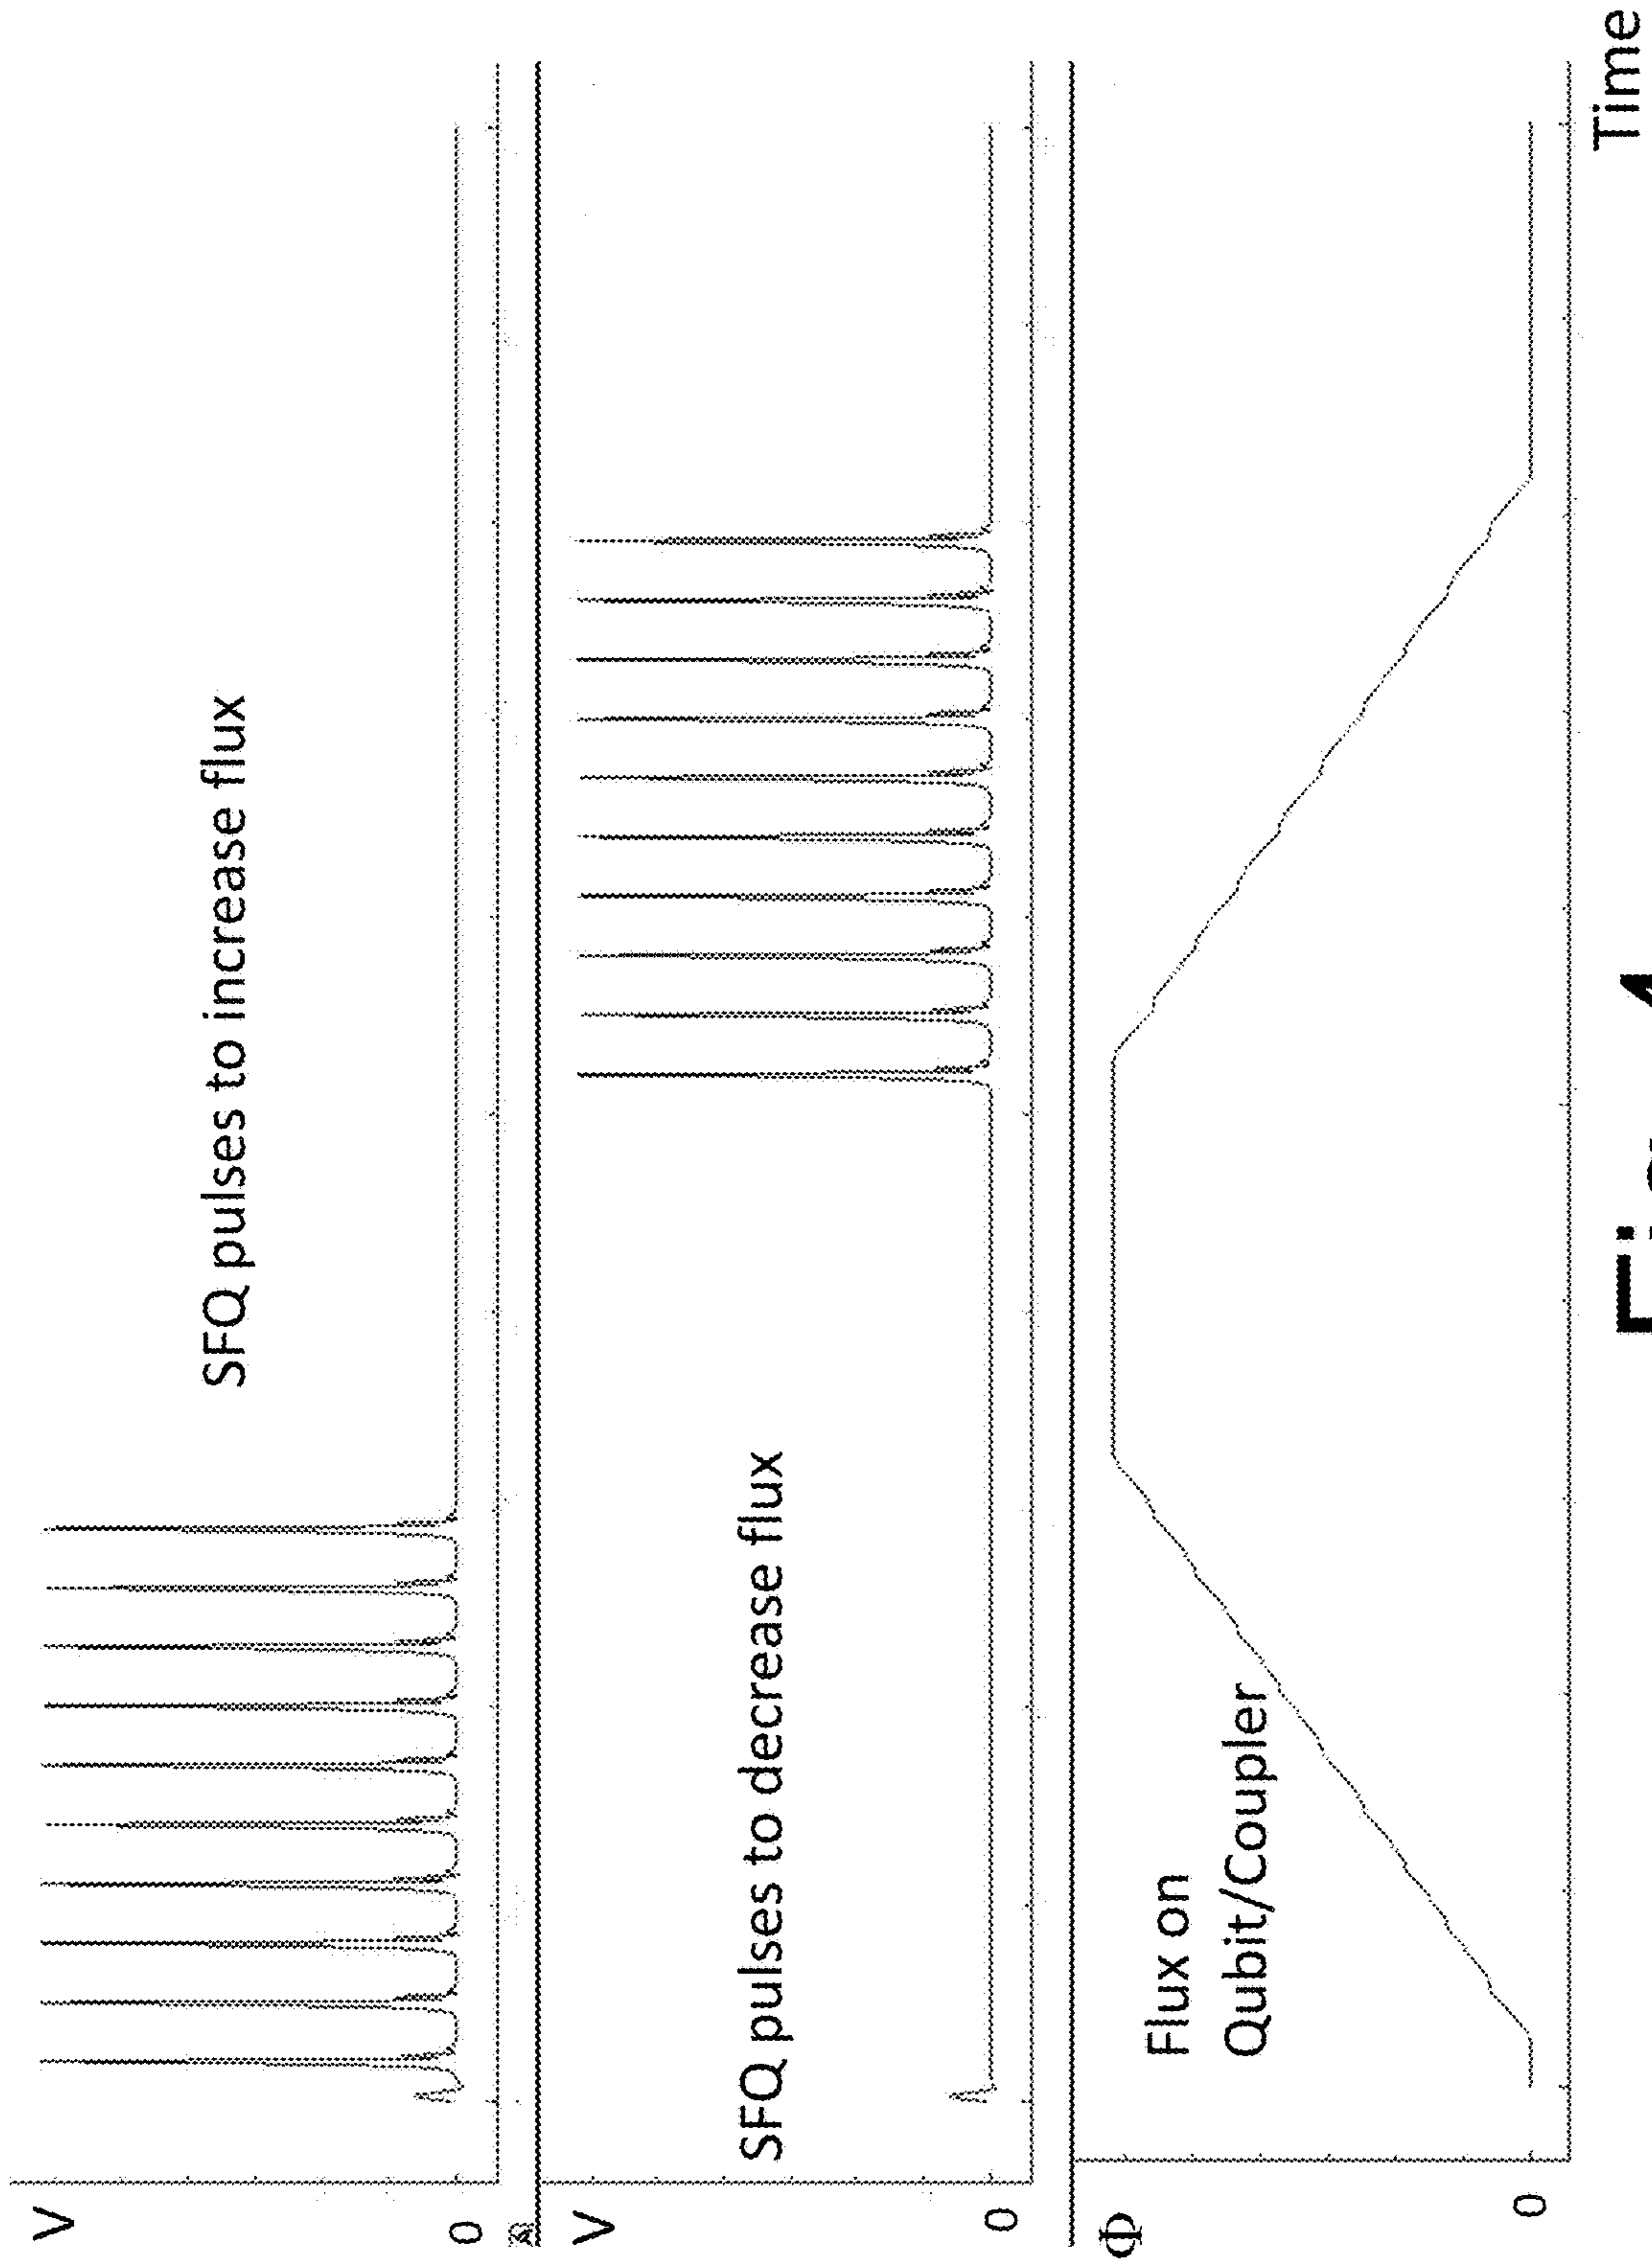 V
SFQ pulses to increase flux
0
V
SFQ pulses to decrease flux
0
Φ
Flux on
Qubit/Coupler
0
Time